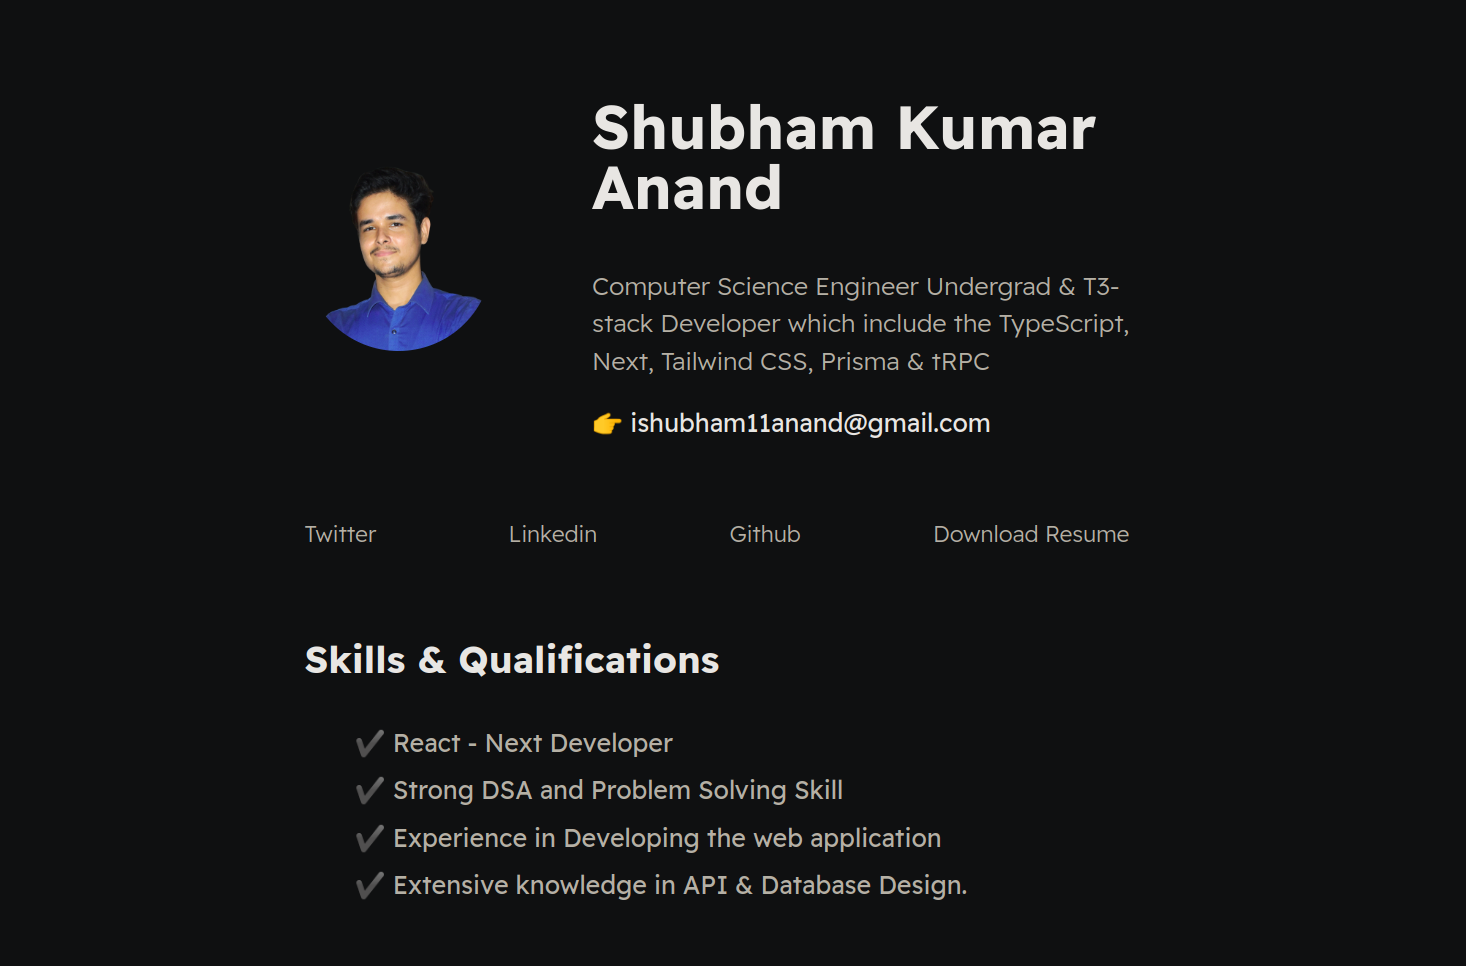 Shubham Kumar
Anand
Computer Science Engineer Undergrad & T3-
stack Developer which include the TypeScript,
Next, Tailwind CSS, Prisma & tRPC
👉 ishubham11anand@gmail.com
Twitter Linkedin Github Download Resume
Skills & Qualifications
✔️ React - Next Developer
✔️ Strong DSA and Problem Solving Skill
✔️ Experience in Developing the web application
✔️ Extensive knowledge in API & Database Design.